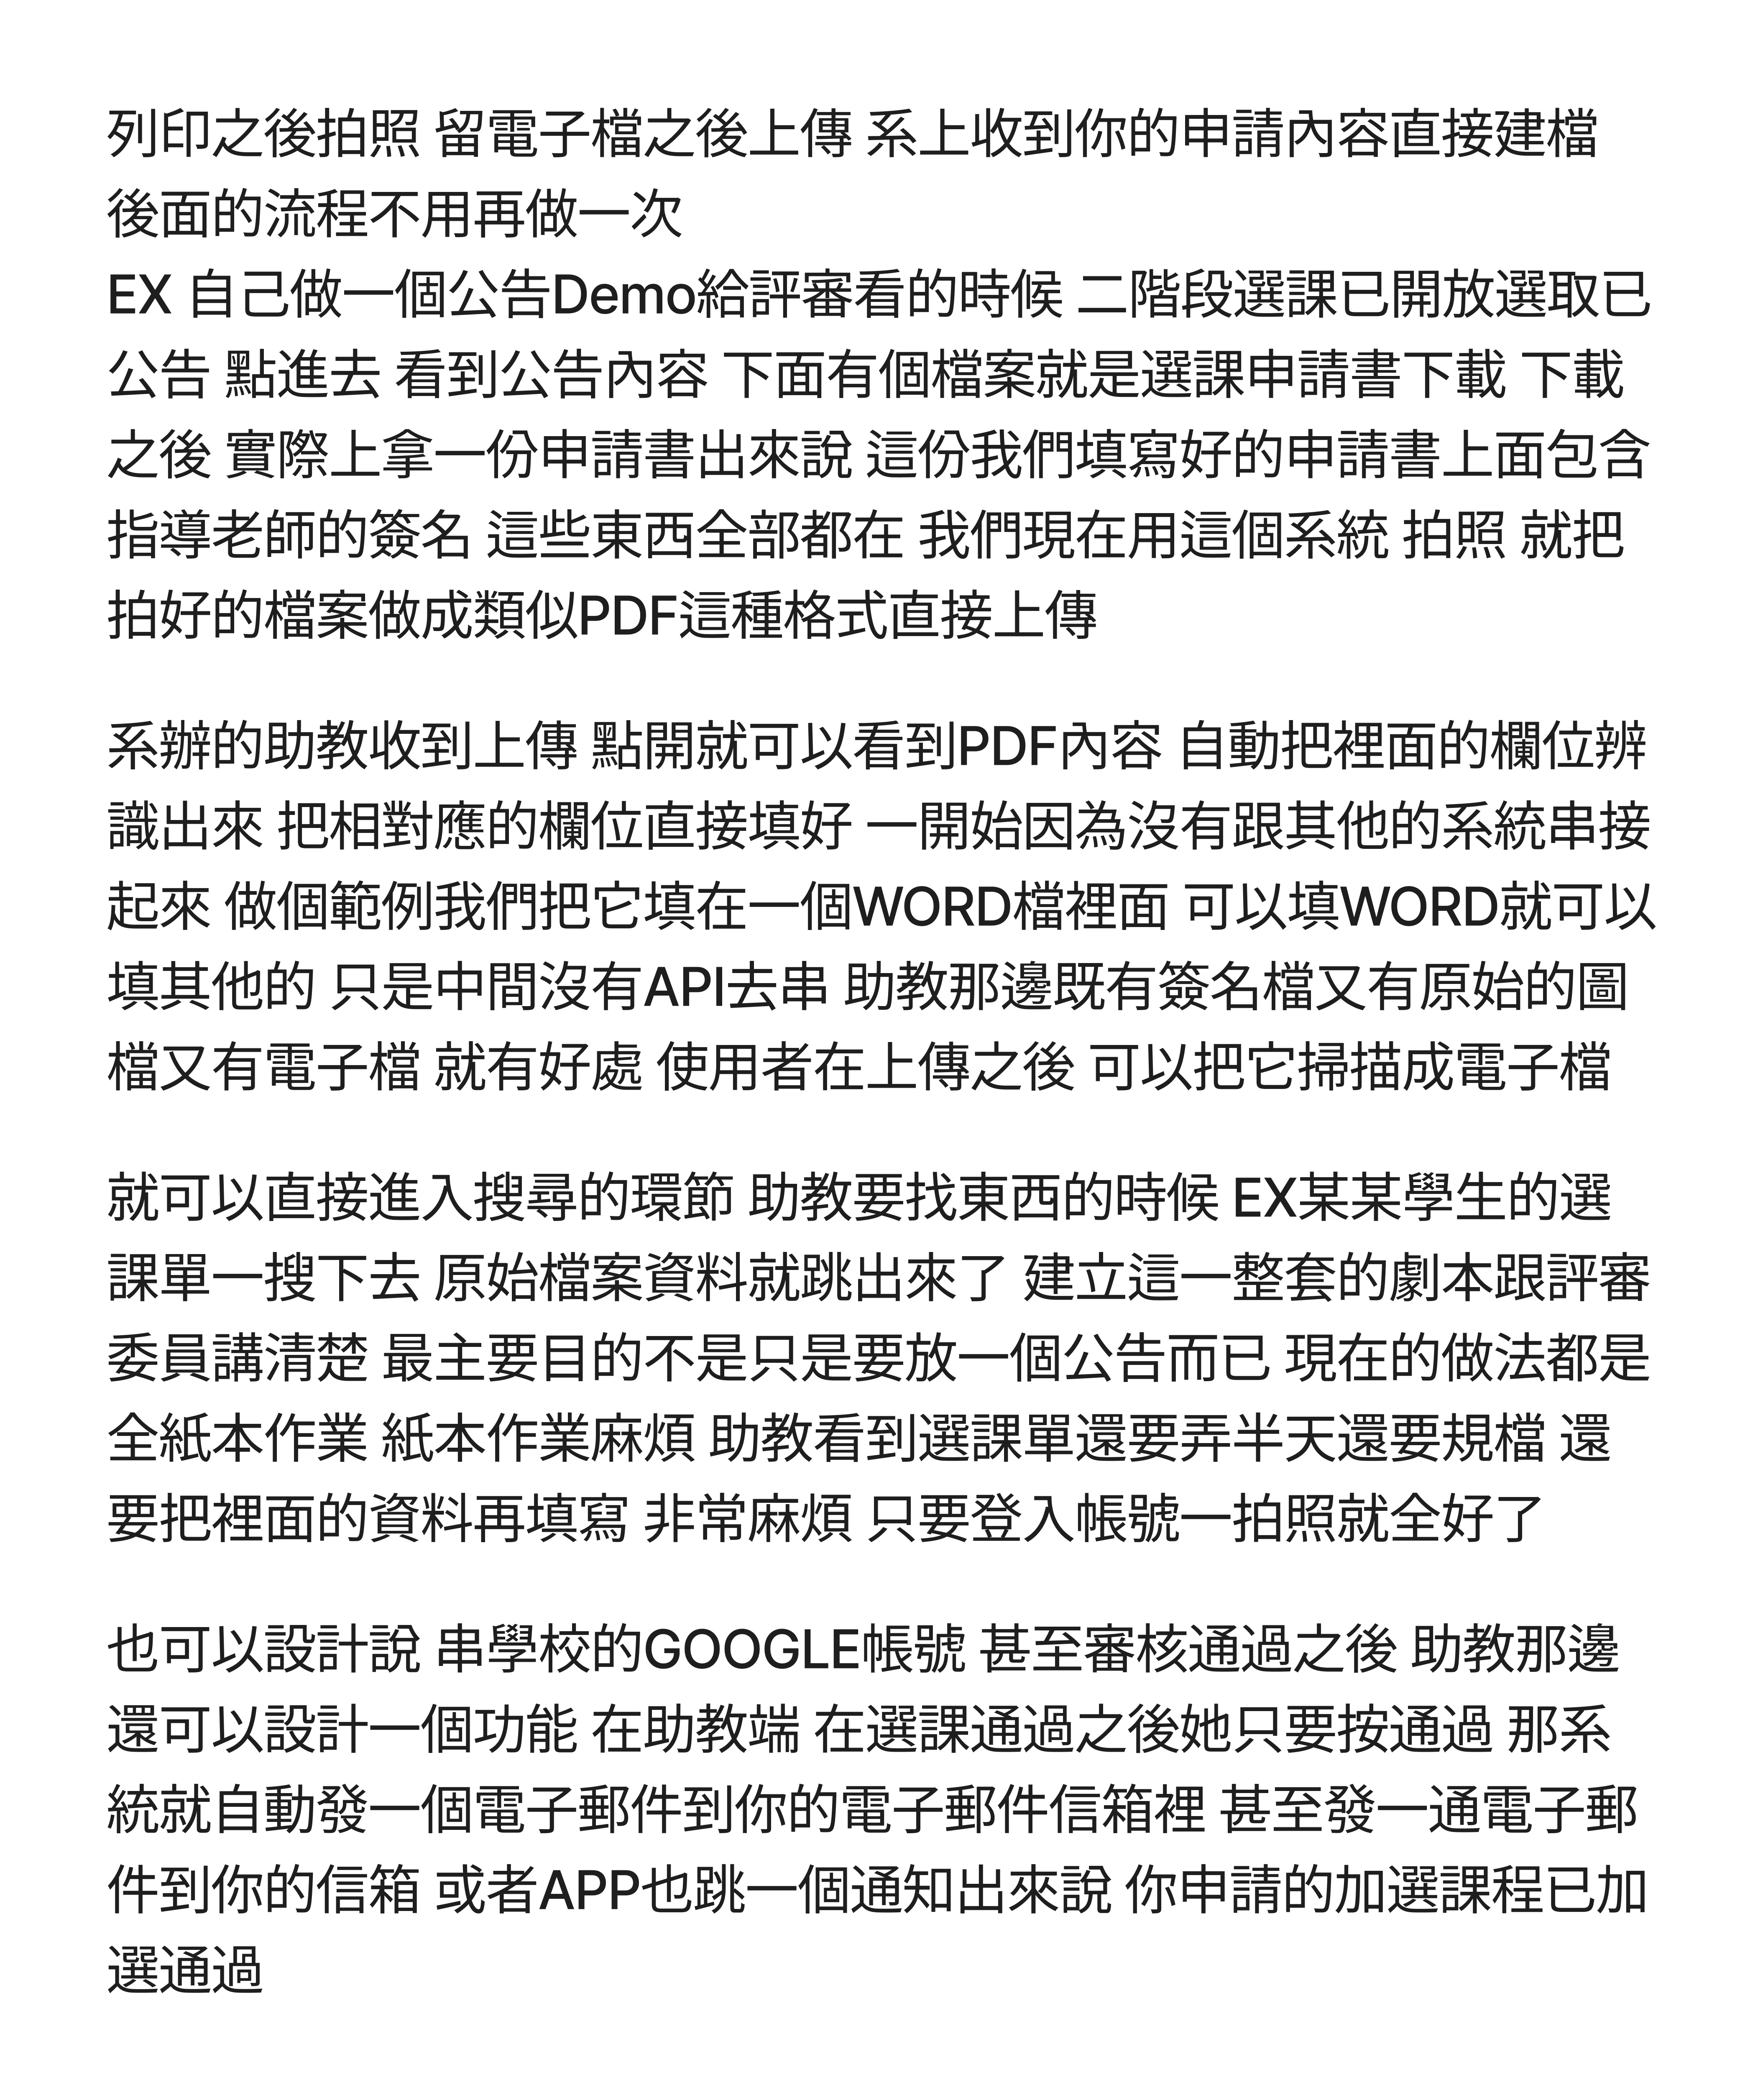 列印之後拍照 留電子檔之後上傳 系上收到你的申請內容直接建檔
後面的流程不用再做一次
EX 自己做一個公告Demo給評審看的時候 二階段選課已開放選取已
公告 點進去 看到公告內容 下面有個檔案就是選課申請書下載 下載
之後 實際上拿一份申請書出來說 這份我們填寫好的申請書上面包含
指導老師的簽名 這些東西全部都在 我們現在用這個系統 拍照 就把
拍好的檔案做成類似PDF這種格式直接上傳
系辦的助教收到上傳 點開就可以看到PDF內容 自動把裡面的欄位辨
識出來 把相對應的欄位直接填好 一開始因為沒有跟其他的系統串接
起來 做個範例我們把它填在一個WORD檔裡面 可以填WORD就可以
填其他的 只是中間沒有API去串 助教那邊既有簽名檔又有原始的圖
檔又有電子檔 就有好處 使用者在上傳之後 可以把它掃描成電子檔
就可以直接進入搜尋的環節 助教要找東西的時候 EX某某學生的選
課單一搜下去 原始檔案資料就跳出來了 建立這一整套的劇本跟評審
委員講清楚 最主要目的不是只是要放一個公告而已 現在的做法都是
全紙本作業 紙本作業麻煩 助教看到選課單還要弄半天還要規檔 還
要把裡面的資料再填寫 非常麻煩 只要登入帳號一拍照就全好了
也可以設計說 串學校的GOOGLE帳號 甚至審核通過之後 助教那邊
還可以設計一個功能 在助教端 在選課通過之後她只要按通過 那系
統就自動發一個電子郵件到你的電子郵件信箱裡 甚至發一通電子郵
件到你的信箱 或者APP也跳一個通知出來說 你申請的加選課程已加
選通過